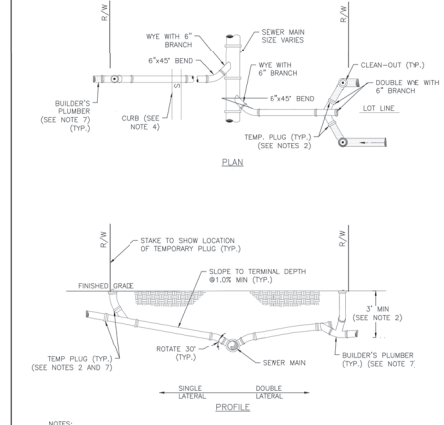 R/W
R/W
WYE WITH 6"
BRANCH
SEWER MAIN
SIZE VARIES
6"x45° BEND
WYE WITH
6" BRANCH
CLEAN-OUT (TYP.)
DOUBLE WYE WITH
6" BRANCH
BUILDER'S
PLUMBER
(SEE NOTE 7)
(TYP.)
CURB (SEE
NOTE 4)
S
6"x45° BEND
LOT LINE
TEMP. PLUG (TYP.)
(SEE NOTES 2)
PLAN
R/W
R/W
STAKE TO SHOW LOCATION
OF TEMPORARY PLUG (TYP.)
SLOPE TO TERMINAL DEPTH
@1.0% MIN (TYP.)
FINISHED GRADE
3' MIN
(SEE NOTE 2)
ROTATE 30°
(TYP.)
TEMP PLUG (TYP.)
(SEE NOTES 2 AND 7)
SEWER MAIN
BUILDER'S PLUMBER
(TYP.) (SEE NOTE 7
SINGLE
LATERAL
DOUBLE
LATERAL
PROFILE
NOTES: